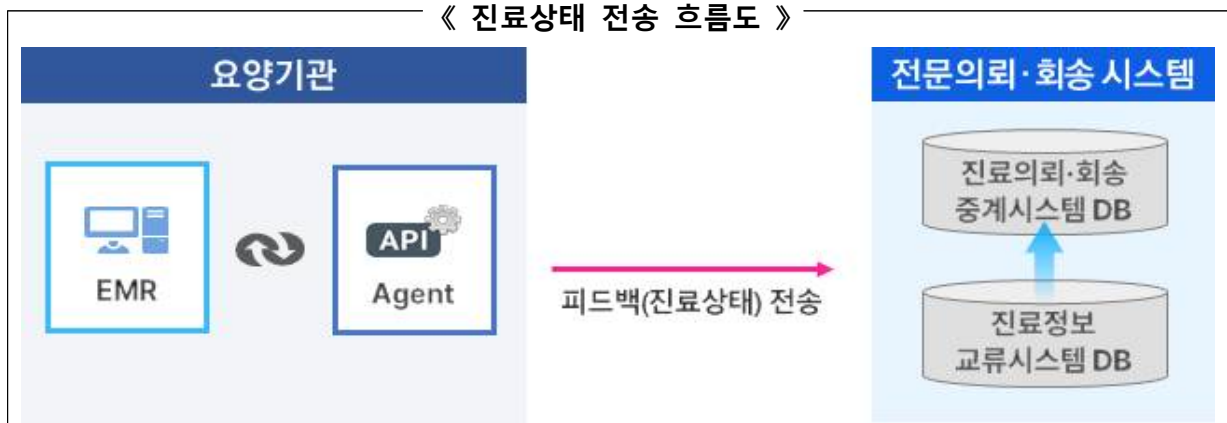 《 진료상태 전송 흐름도 》
요양기관
전문의뢰·회송 시스템
EMR
API
Agent
피드백(진료상태) 전송
진료의뢰·회송
중계시스템 DB
진료정보
교류시스템 DB